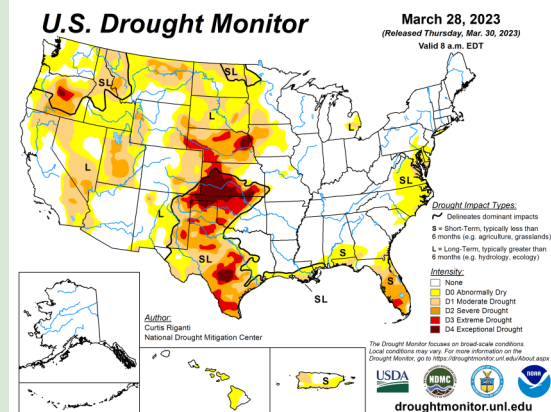 U.S. Drought Monitor
March 28, 2023
(Released Thursday, Mar. 30, 2023)
Valid 8 a.m. EDT
SL
SL
L
L
L
SL
L
SL
L
SL
S
S
SL
S
Drought Impact Types:
Delineates dominant impacts
S = Short-Term, typically less than
6 months (e.g. agriculture, grasslands)
L = Long-Term, typically greater than
6 months (e.g. hydrology, ecology)
Intensity:
None
D0 Abnormally Dry
D1 Moderate Drought
D2 Severe Drought
D3 Extreme Drought
D4 Exceptional Drought
Author:
Curtis Riganti
National Drought Mitigation Center
The Drought Monitor focuses on broad-scale conditions.
Local conditions may vary. For more information on the
Drought Monitor, go to https://droughtmonitor.unl.edu/About.aspx
USDA
NDMC
NOAA
droughtmonitor.unl.edu